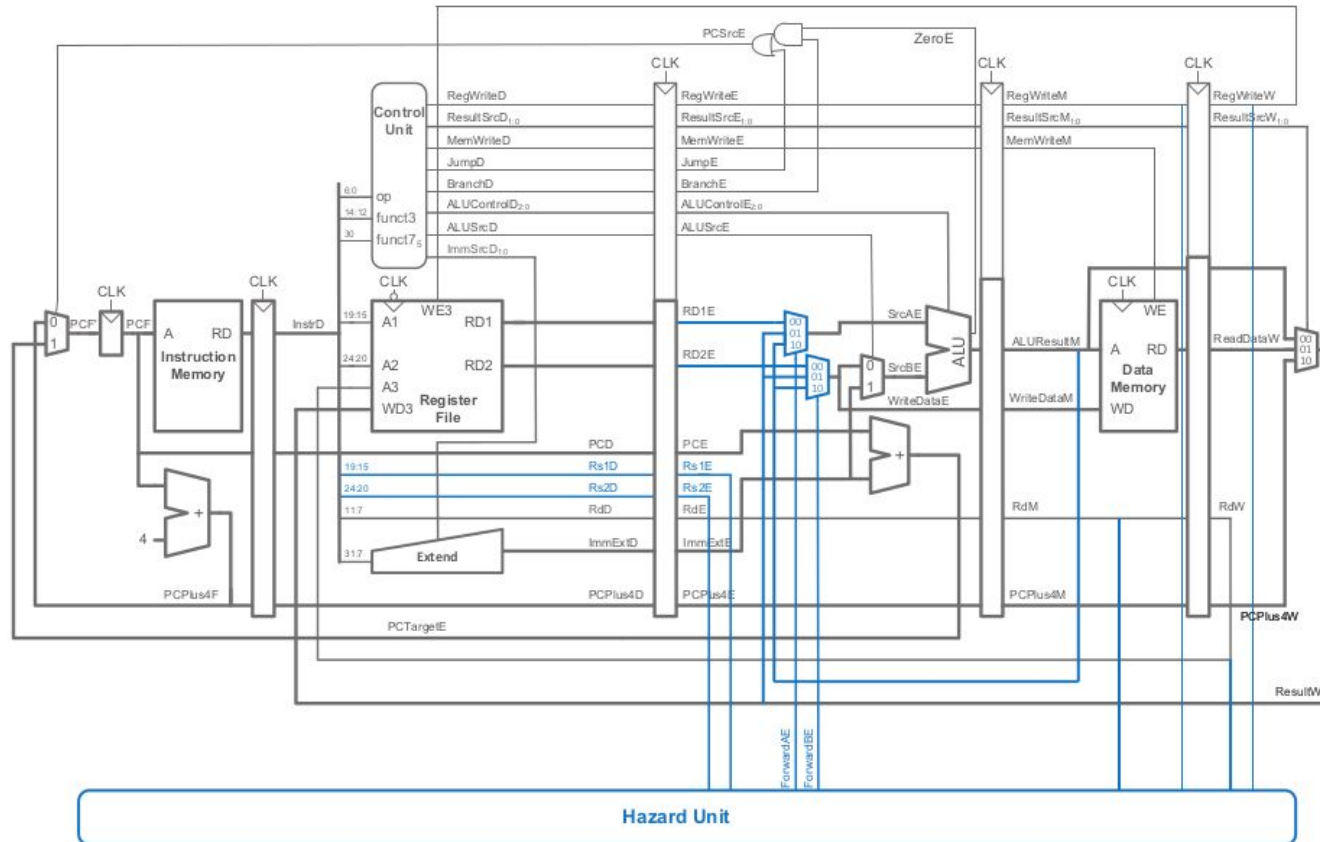 PCSrcE
ZeroE
CLK
CLK
CLK
Control
Unit
RegWriteD
ResultSrcD1:0
MemWriteD
JumpD
BranchD
ALUControlD2:0
ALUSrcD
ImmSrcD1:0
6:0
op
14:12
funct3
30
funct75
RegWriteE
ResultSrcE1:0
MemWriteE
JumpE
BranchE
ALUControlE2:0
ALUSrcE
RegWriteM
ResultSrcM1:0
MemWriteM
RegWriteW
ResultSrcW1:0
0
1
PCF'
CLK
PCF
A RD
Instruction
Memory
CLK
InstrD
CLK
19:15
A1
WE3
RD1
24:20
A2
RD2
A3
WD3
Register
File
RD1E
RD2E
00
01
10
00
01
10
SrcAE
0
1
SrcBE
WriteDataE
ALU
ALUResultM
WriteDataM
CLK
WE
A RD
Data
Memory
WD
ReadDataW
00
01
10
PCD
PCE
+
19:15
Rs1D
Rs1E
24:20
Rs2D
Rs2E
11:7
RdD
RdE
RdM
RdW
4
+
31:7
Extend
ImmExtD
ImmExtE
PCPlus4F
PCPlus4D
PCPlus4E
PCPlus4M
PCPlus4W
PCTargetE
ResultW
ForwardAE
ForwardBE
Hazard Unit